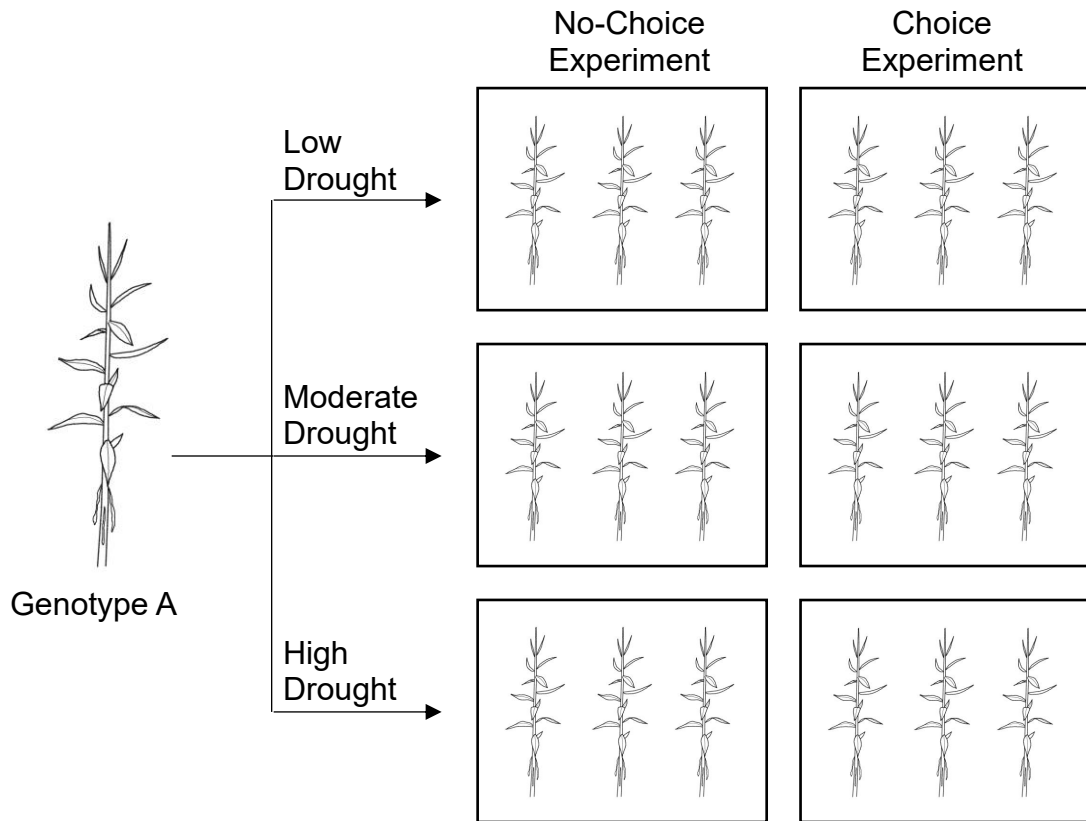 No-Choice
Experiment
Choice
Experiment
Low
Drought
Moderate
Drought
High
Drought
Genotype A